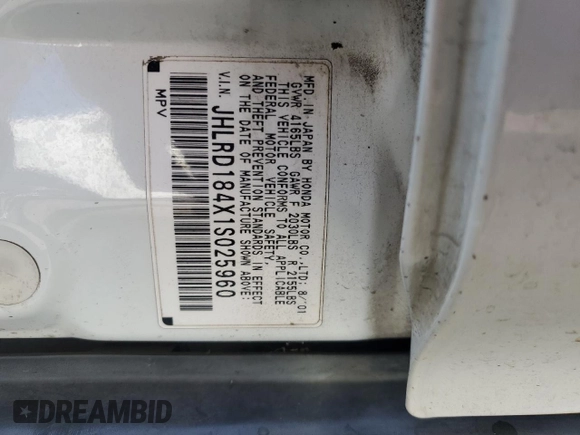 MFD. IN JAPAN BY HONDA MOTOR CO., LTD; 8/'01
GVWR 4165LBS GAWR F 2030LBS R 2155LBS
THIS VEHICLE CONFORMS TO ALL APPLICABLE
FEDERAL MOTOR VEHICLE SAFETY,
AND THEFT PREVENTION STANDARDS IN EFFECT
ON THE DATE OF MANUFACTURE SHOWN ABOVE:
V.I.N. JHLRD184X1S025960
MPV
DREAMBID